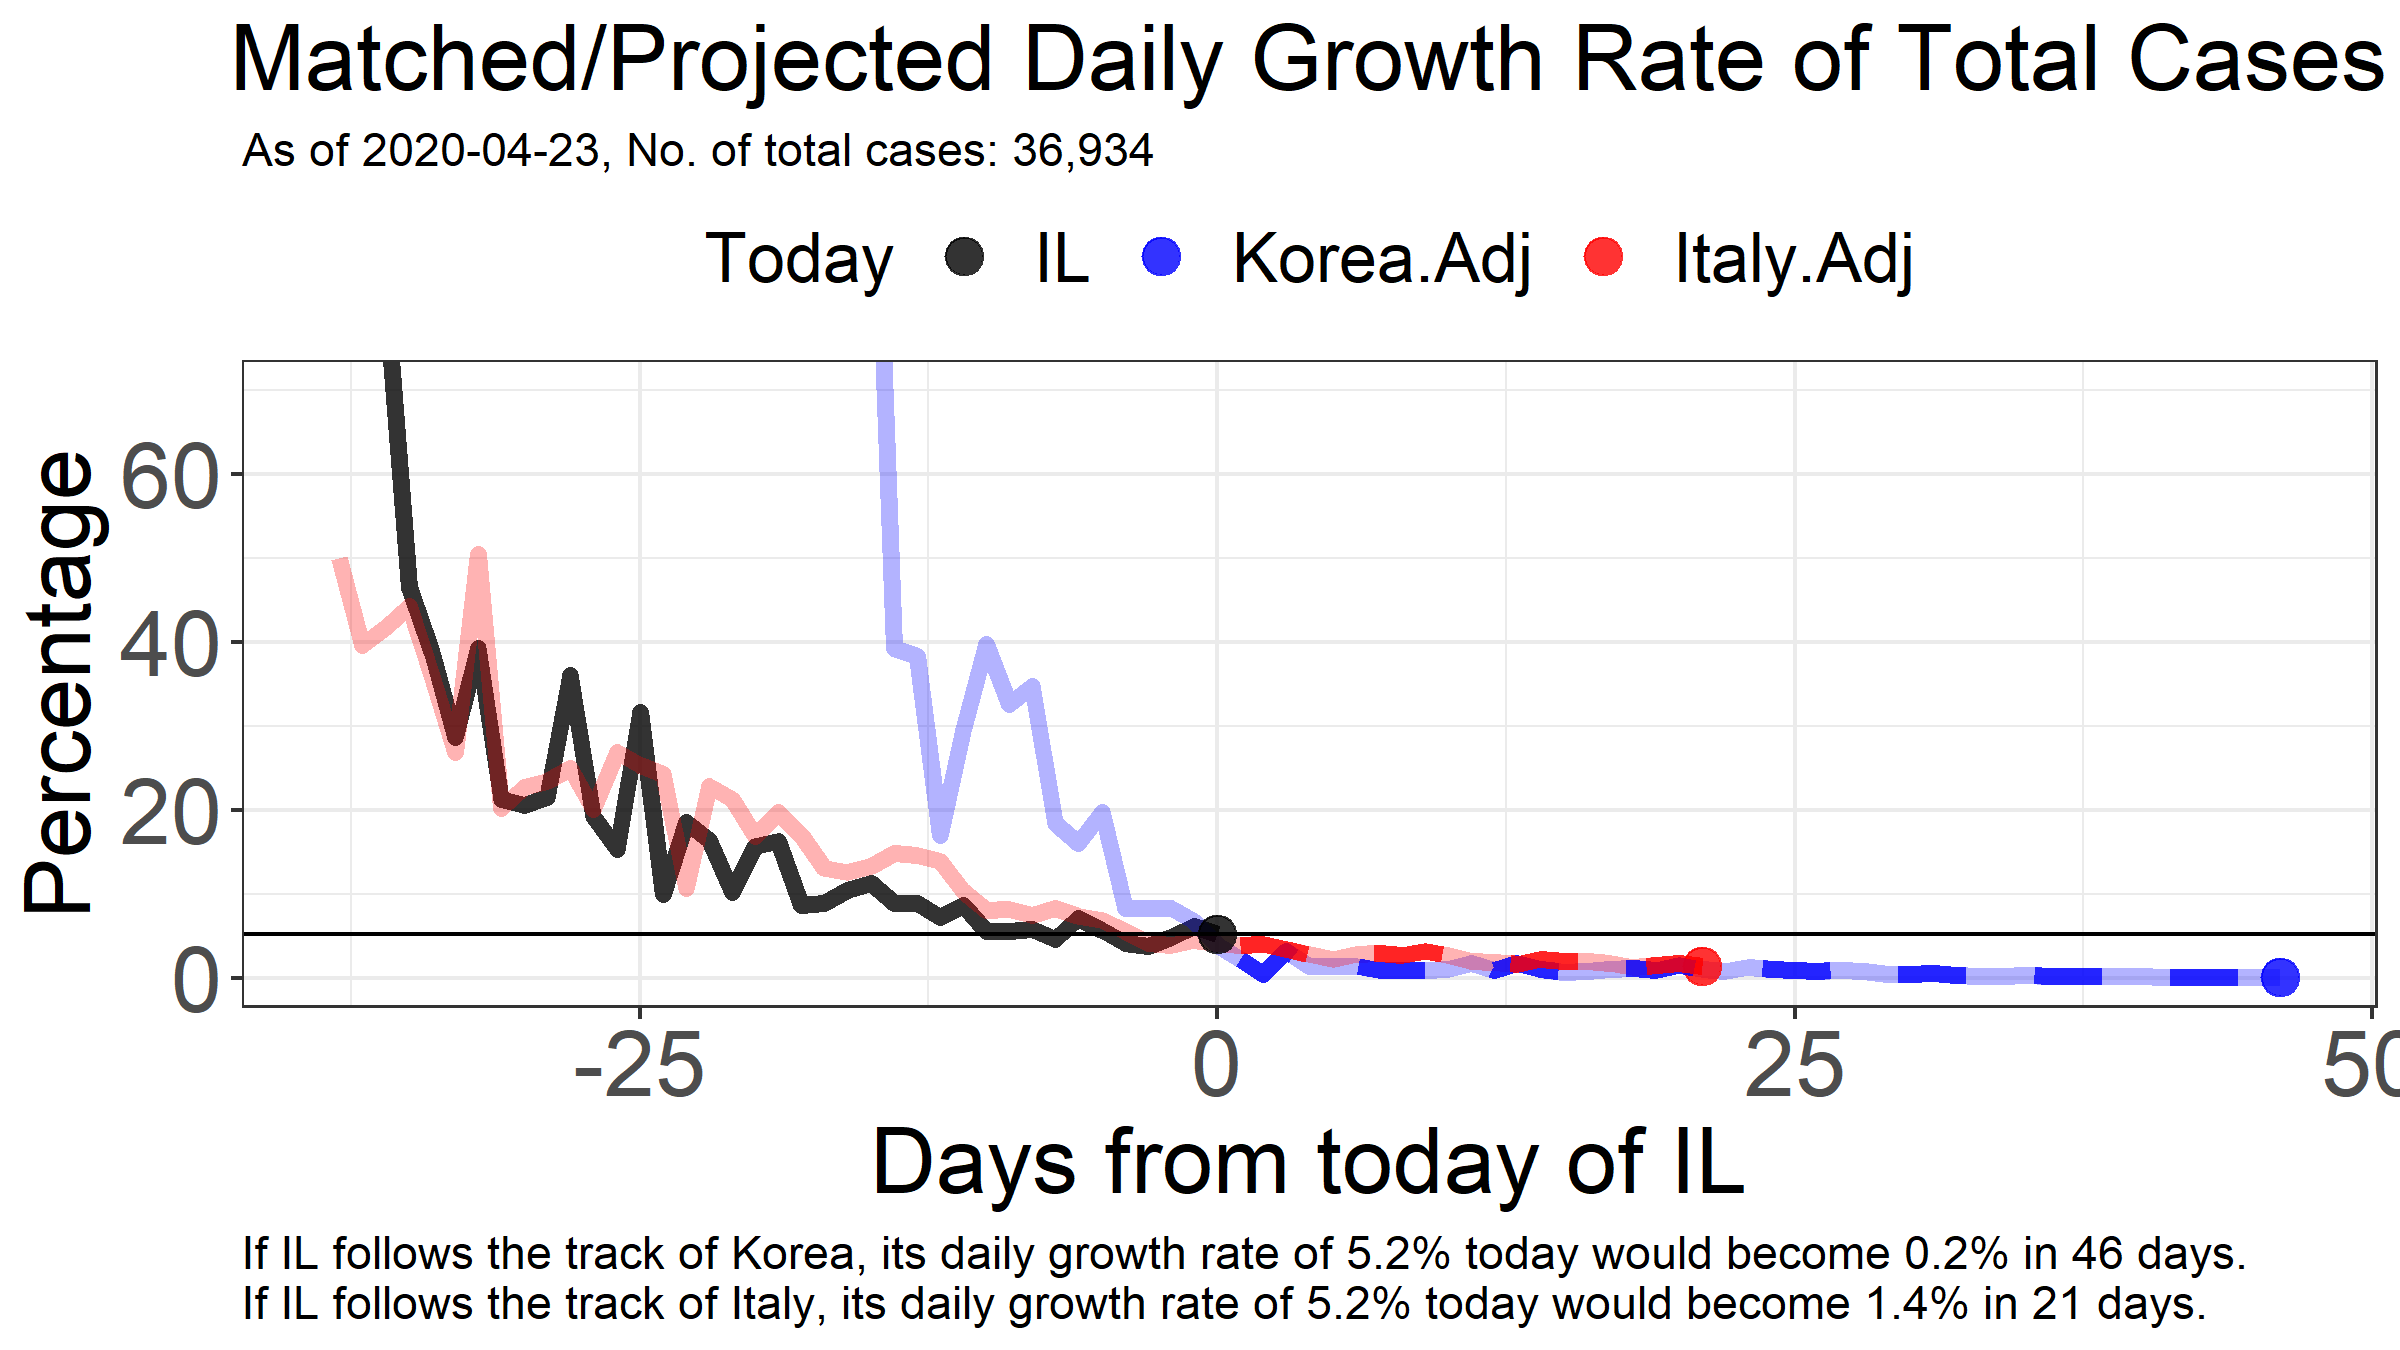 Matched/Projected Daily Growth Rate of Total Cases
As of 2020-04-23, No. of total cases: 36,934
Today IL Korea.Adj Italy.Adj
Percentage
60
40
20
0
-25 0 25 50
Days from today of IL
If IL follows the track of Korea, its daily growth rate of 5.2% today would become 0.2% in 46 days.
If IL follows the track of Italy, its daily growth rate of 5.2% today would become 1.4% in 21 days.